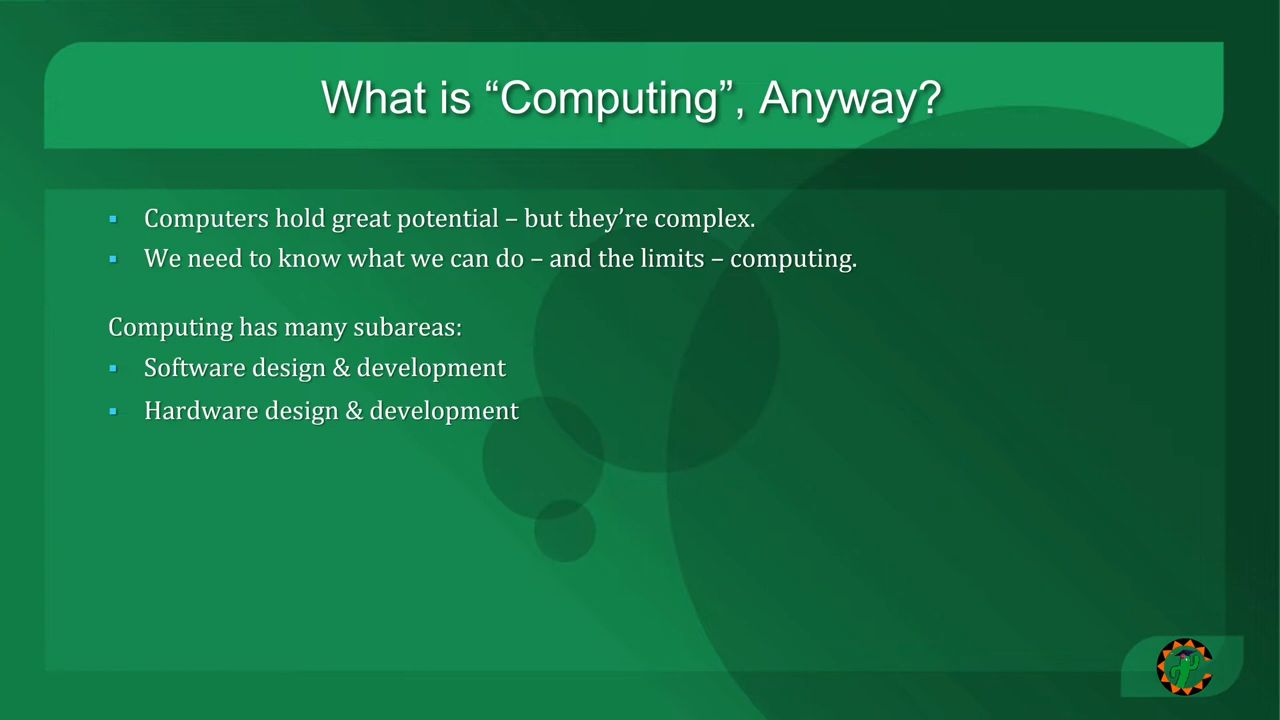 What is “Computing”, Anyway?
▪ Computers hold great potential – but they’re complex.
▪ We need to know what we can do – and the limits – computing.
Computing has many subareas:
▪ Software design & development
▪ Hardware design & development